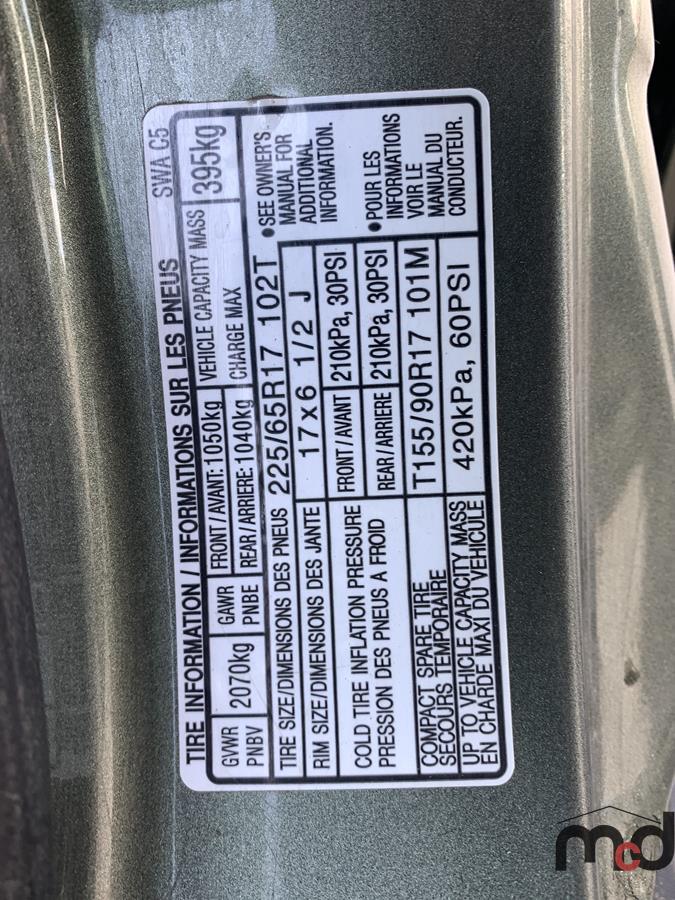 TIRE INFORMATION / INFORMATIONS SUR LES PNEUS SWA C5
GVWR
PNBV
2070kg
GAWR
PNBE
FRONT / AVANT: 1050kg
REAR / ARRIERE: 1040kg
VEHICLE CAPACITY MASS
CHARGE MAX
395kg
TIRE SIZE/DIMENSIONS DES PNEUS 225/65R17 102T
RIM SIZE/DIMENSIONS DES JANTE 17 x 6 1/2 J
COLD TIRE INFLATION PRESSURE
PRESSION DES PNEUS A FROID
FRONT / AVANT 210kPa, 30PSI
REAR / ARRIERE 210kPa, 30PSI
COMPACT SPARE TIRE
SECOURS TEMPORAIRE
T155/90R17 101M
UP TO VEHICLE CAPACITY MASS
EN CHARGE MAXI DU VEHICULE
420kPa, 60PSI
●SEE OWNER'S
MANUAL FOR
ADDITIONAL
INFORMATION.
●POUR LES
INFORMATIONS
VOIR LE
MANUAL DU
CONDUCTEUR.
mcd